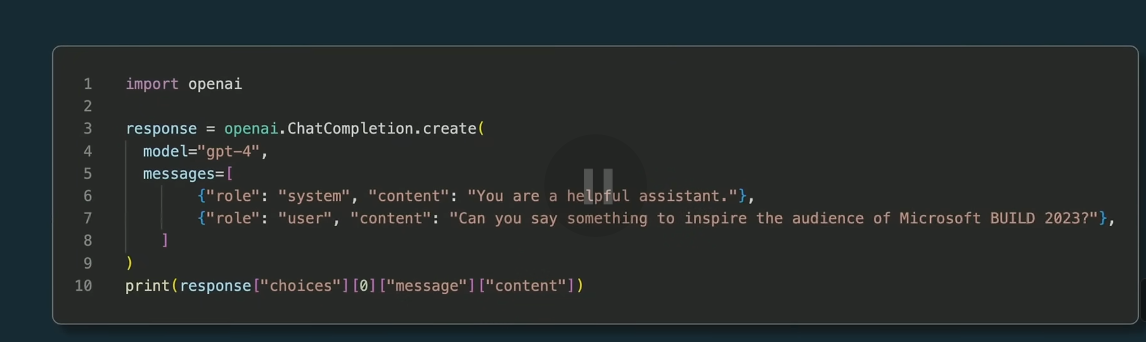 1 import openai
2
3 response = openai.ChatCompletion.create(
4   model="gpt-4",
5   messages=[
6         {"role": "system", "content": "You are a helpful assistant."},
7         {"role": "user", "content": "Can you say something to inspire the audience of Microsoft BUILD 2023?"},
8     ]
9 )
10 print(response["choices"][0]["message"]["content"])